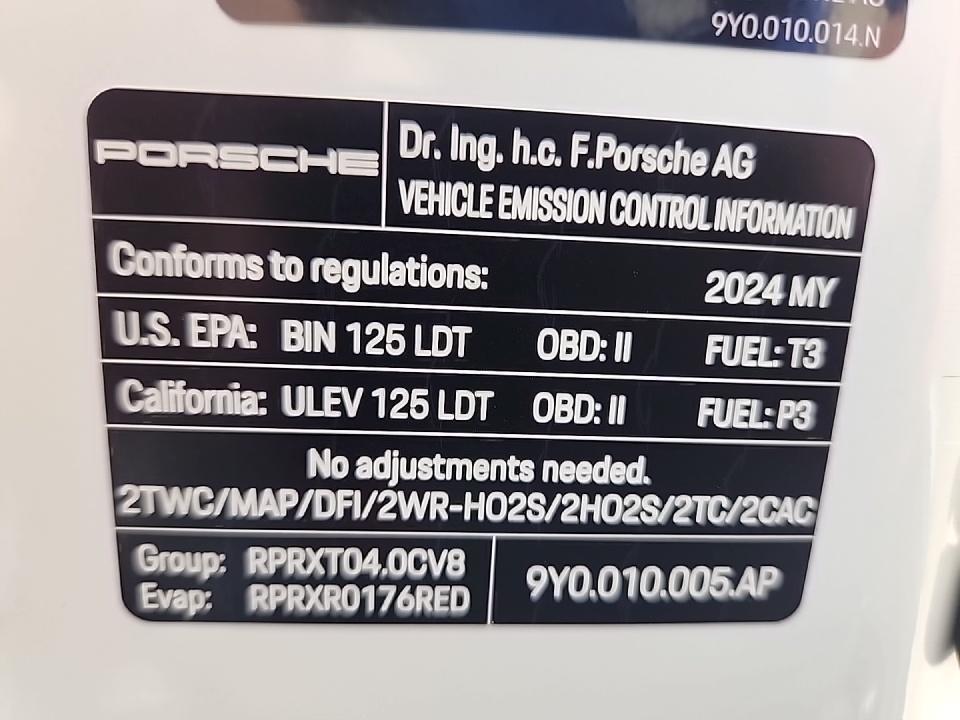 9Y0.010.014.N
PORSCHE
Dr. Ing. h.c. F.Porsche AG
VEHICLE EMISSION CONTROL INFORMATION
Conforms to regulations: 2024 MY
U.S. EPA: BIN 125 LDT OBD: II FUEL: T3
California: ULEV 125 LDT OBD: II FUEL: P3
No adjustments needed.
2TWC/MAP/DFI/2WR-HO2S/2HO2S/2TC/2CAC
Group: RPRXT04.0CV8
Evap: RPRXR0176RED
9Y0.010.005.AP